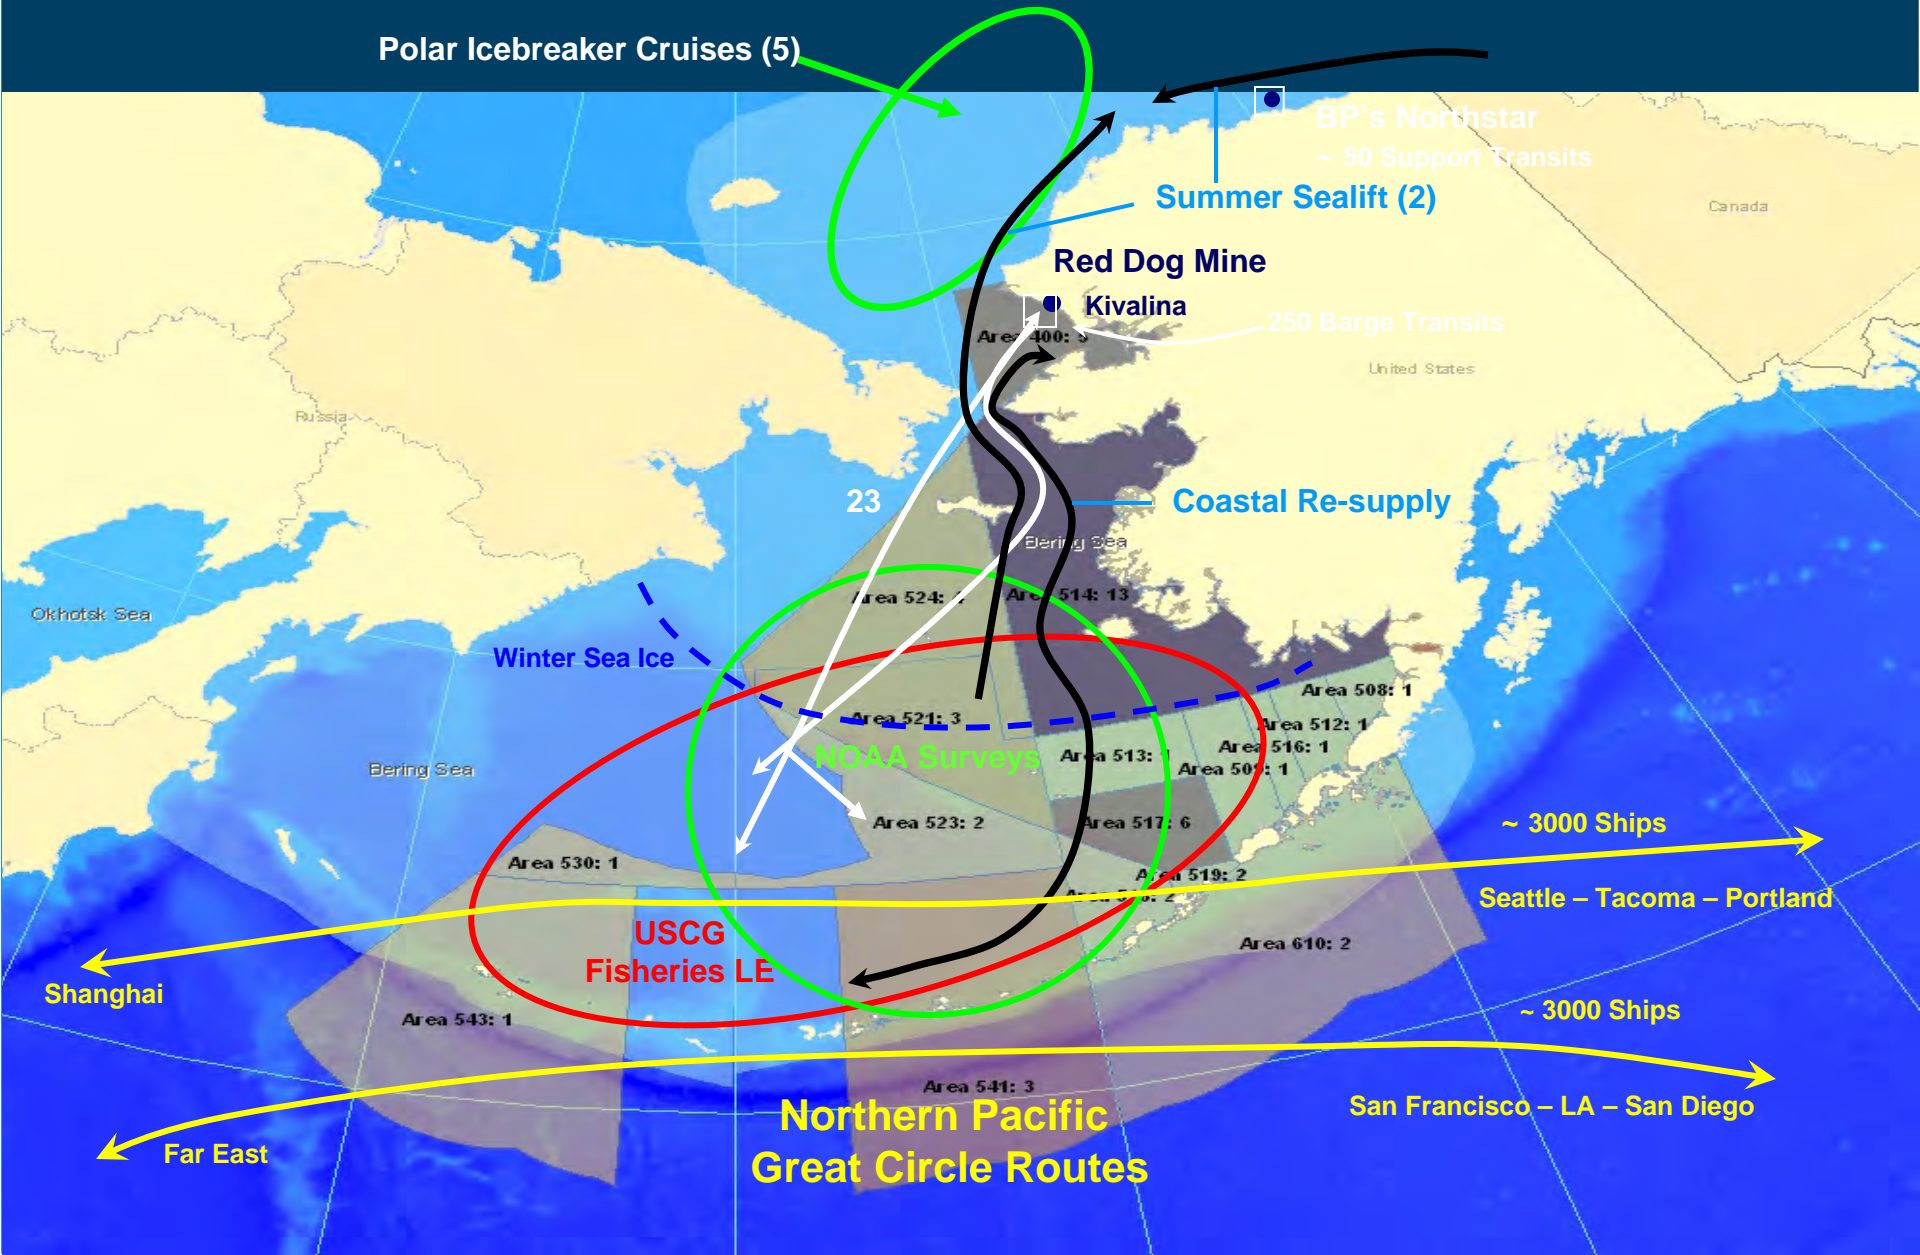 Polar Icebreaker Cruises (5)
BP's Northstar
~ 50 Support Transits
Summer Sealift (2)
Canada
Red Dog Mine
Kivalina
250 Barge Transits
Area 400: 5
United States
Russia
23
Coastal Re-supply
Bering Sea
Area 524: 4
Area 514: 13
Okhotsk Sea
Winter Sea Ice
Area 508: 1
Area 521: 3
Area 512: 1
Area 516: 1
NOAA Surveys
Area 513: 1
Area 509: 1
Bering Sea
Area 523: 2
Area 517: 6
~ 3000 Ships
Area 530: 1
Area 519: 2
Seattle – Tacoma – Portland
USCG
Fisheries LE
Area 610: 2
Shanghai
Area 543: 1
~ 3000 Ships
Area 541: 3
Northern Pacific
Great Circle Routes
San Francisco – LA – San Diego
Far East